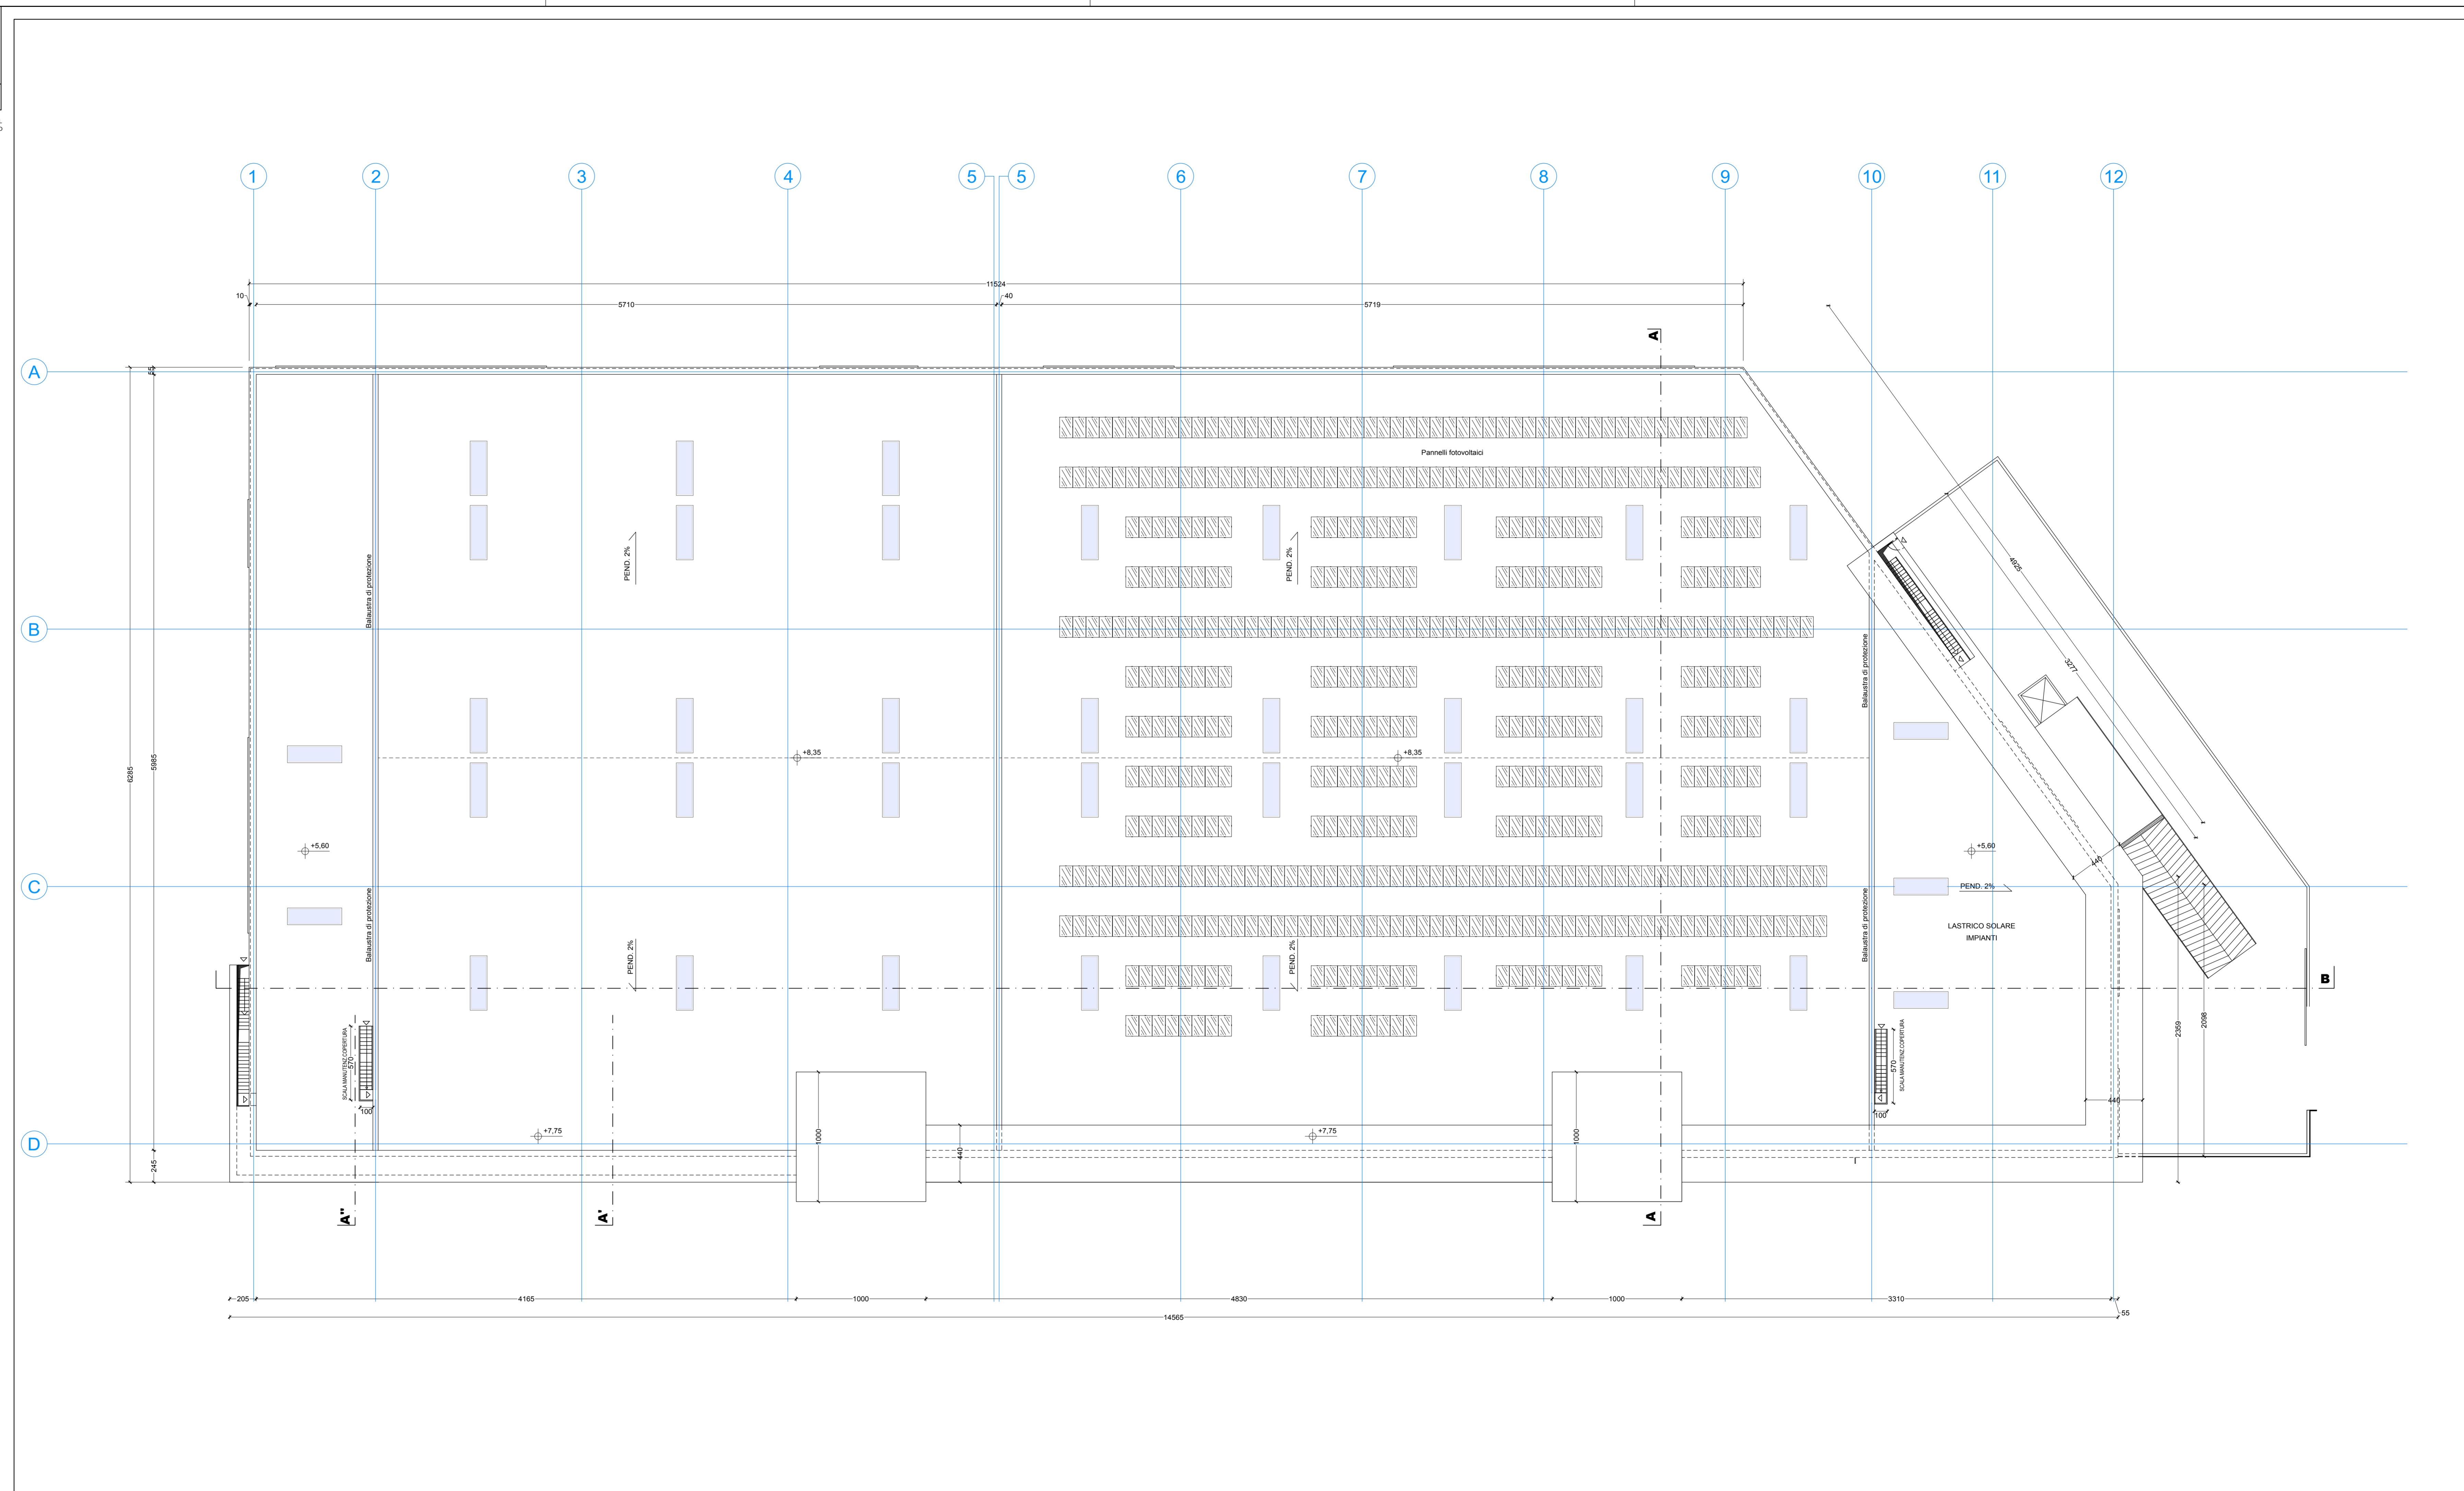 1
2
3
4
5
5
6
7
8
9
10
11
12
11524
10
5710
40
5719
A
A
55
Pannelli fotovoltaici
4925
Balaustra di protezione
PEND. 2%
PEND. 2%
B
Balaustra di protezione
3277
6285
5985
+8,35
+8,35
+5,60
+5,60
440
C
PEND. 2%
Balaustra di protezione
Balaustra di protezione
LASTRICO SOLARE
IMPIANTI
PEND. 2%
PEND. 2%
B
2359
2098
SCALA MANUTENZ.COPERTURA
570
100
570
SCALA MANUTENZ.COPERTURA
100
440
D
+7,75
1000
+7,75
1000
440
245
A"
A'
A
205
4165
1000
4830
1000
3310
55
14565